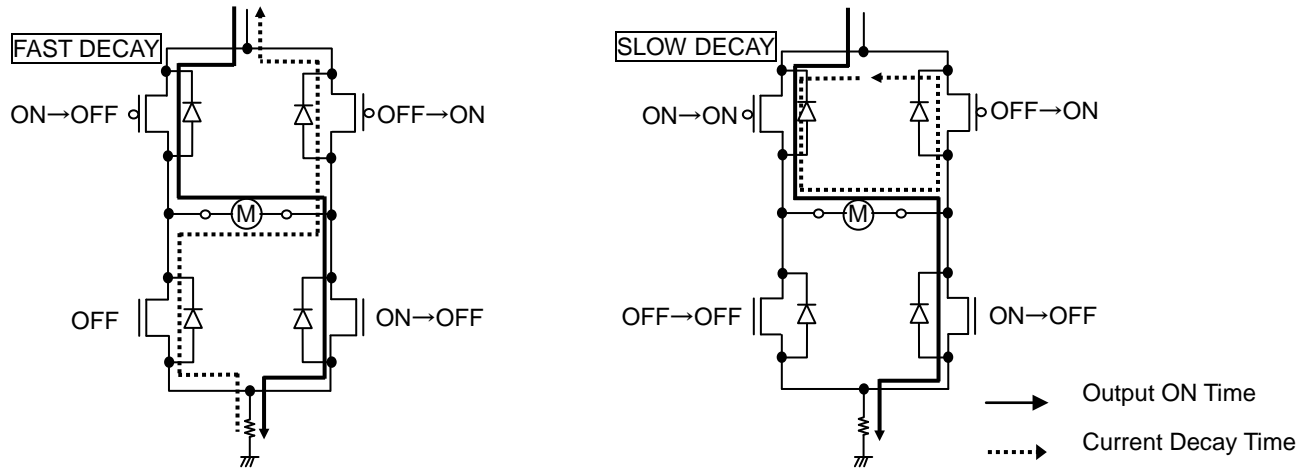 FAST DECAY
ON→OFF
OFF→ON
M
OFF
ON→OFF
SLOW DECAY
ON→ON
OFF→ON
M
OFF→OFF
ON→OFF
Output ON Time
Current Decay Time